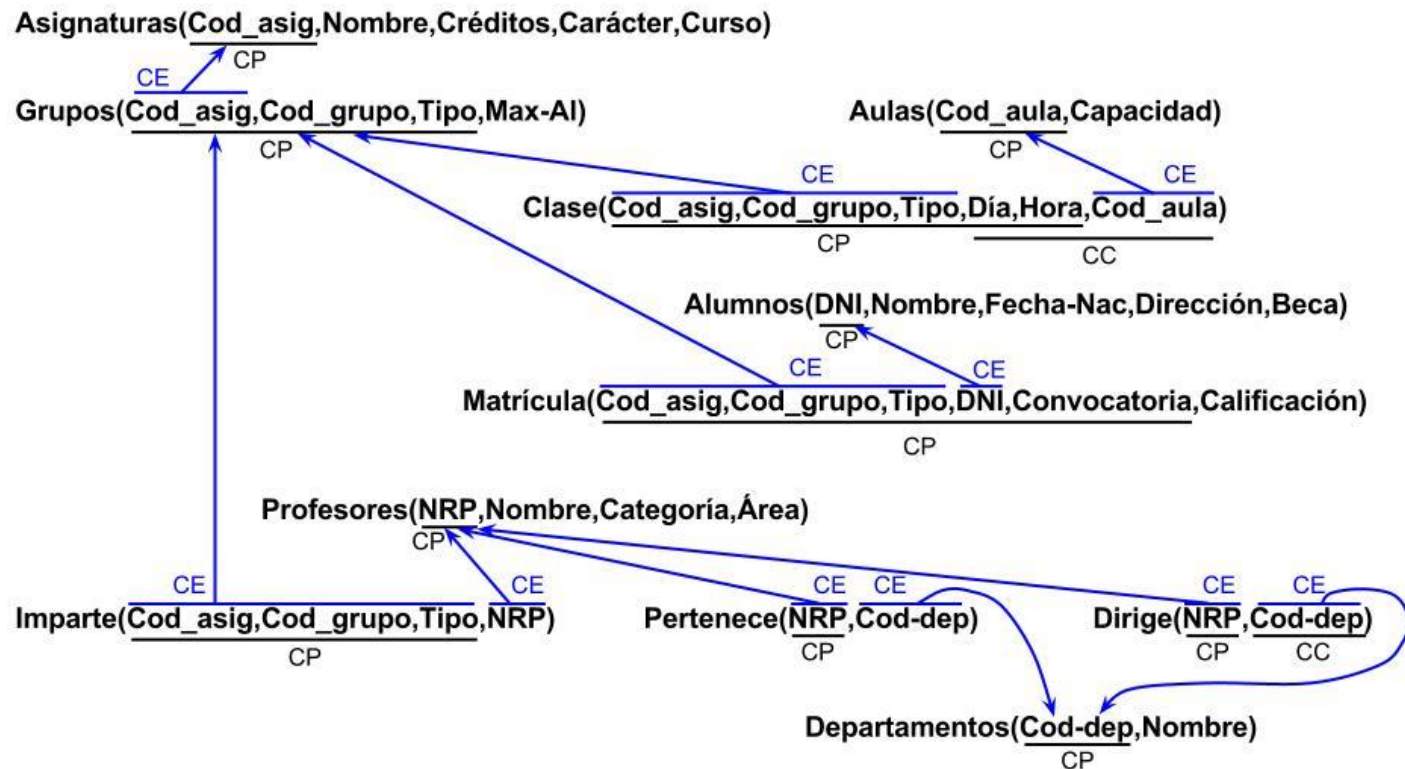 Asignaturas(Cod_asig,Nombre,Créditos,Carácter,Curso)
CP
CE
Grupos(Cod_asig,Cod_grupo,Tipo,Max-Al)
CP
Aulas(Cod_aula,Capacidad)
CP
CE CE
Clase(Cod_asig,Cod_grupo,Tipo,Día,Hora,Cod_aula)
CP CC
Alumnos(DNI,Nombre,Fecha-Nac,Dirección,Beca)
CP
CE CE
Matrícula(Cod_asig,Cod_grupo,Tipo,DNI,Convocatoria,Calificación)
CP
Profesores(NRP,Nombre,Categoría,Área)
CP
CE CE
Imparte(Cod_asig,Cod_grupo,Tipo,NRP)
CP
CE CE
Pertenece(NRP,Cod-dep)
CP
CE CE
Dirige(NRP,Cod-dep)
CP CC
Departamentos(Cod-dep,Nombre)
CP